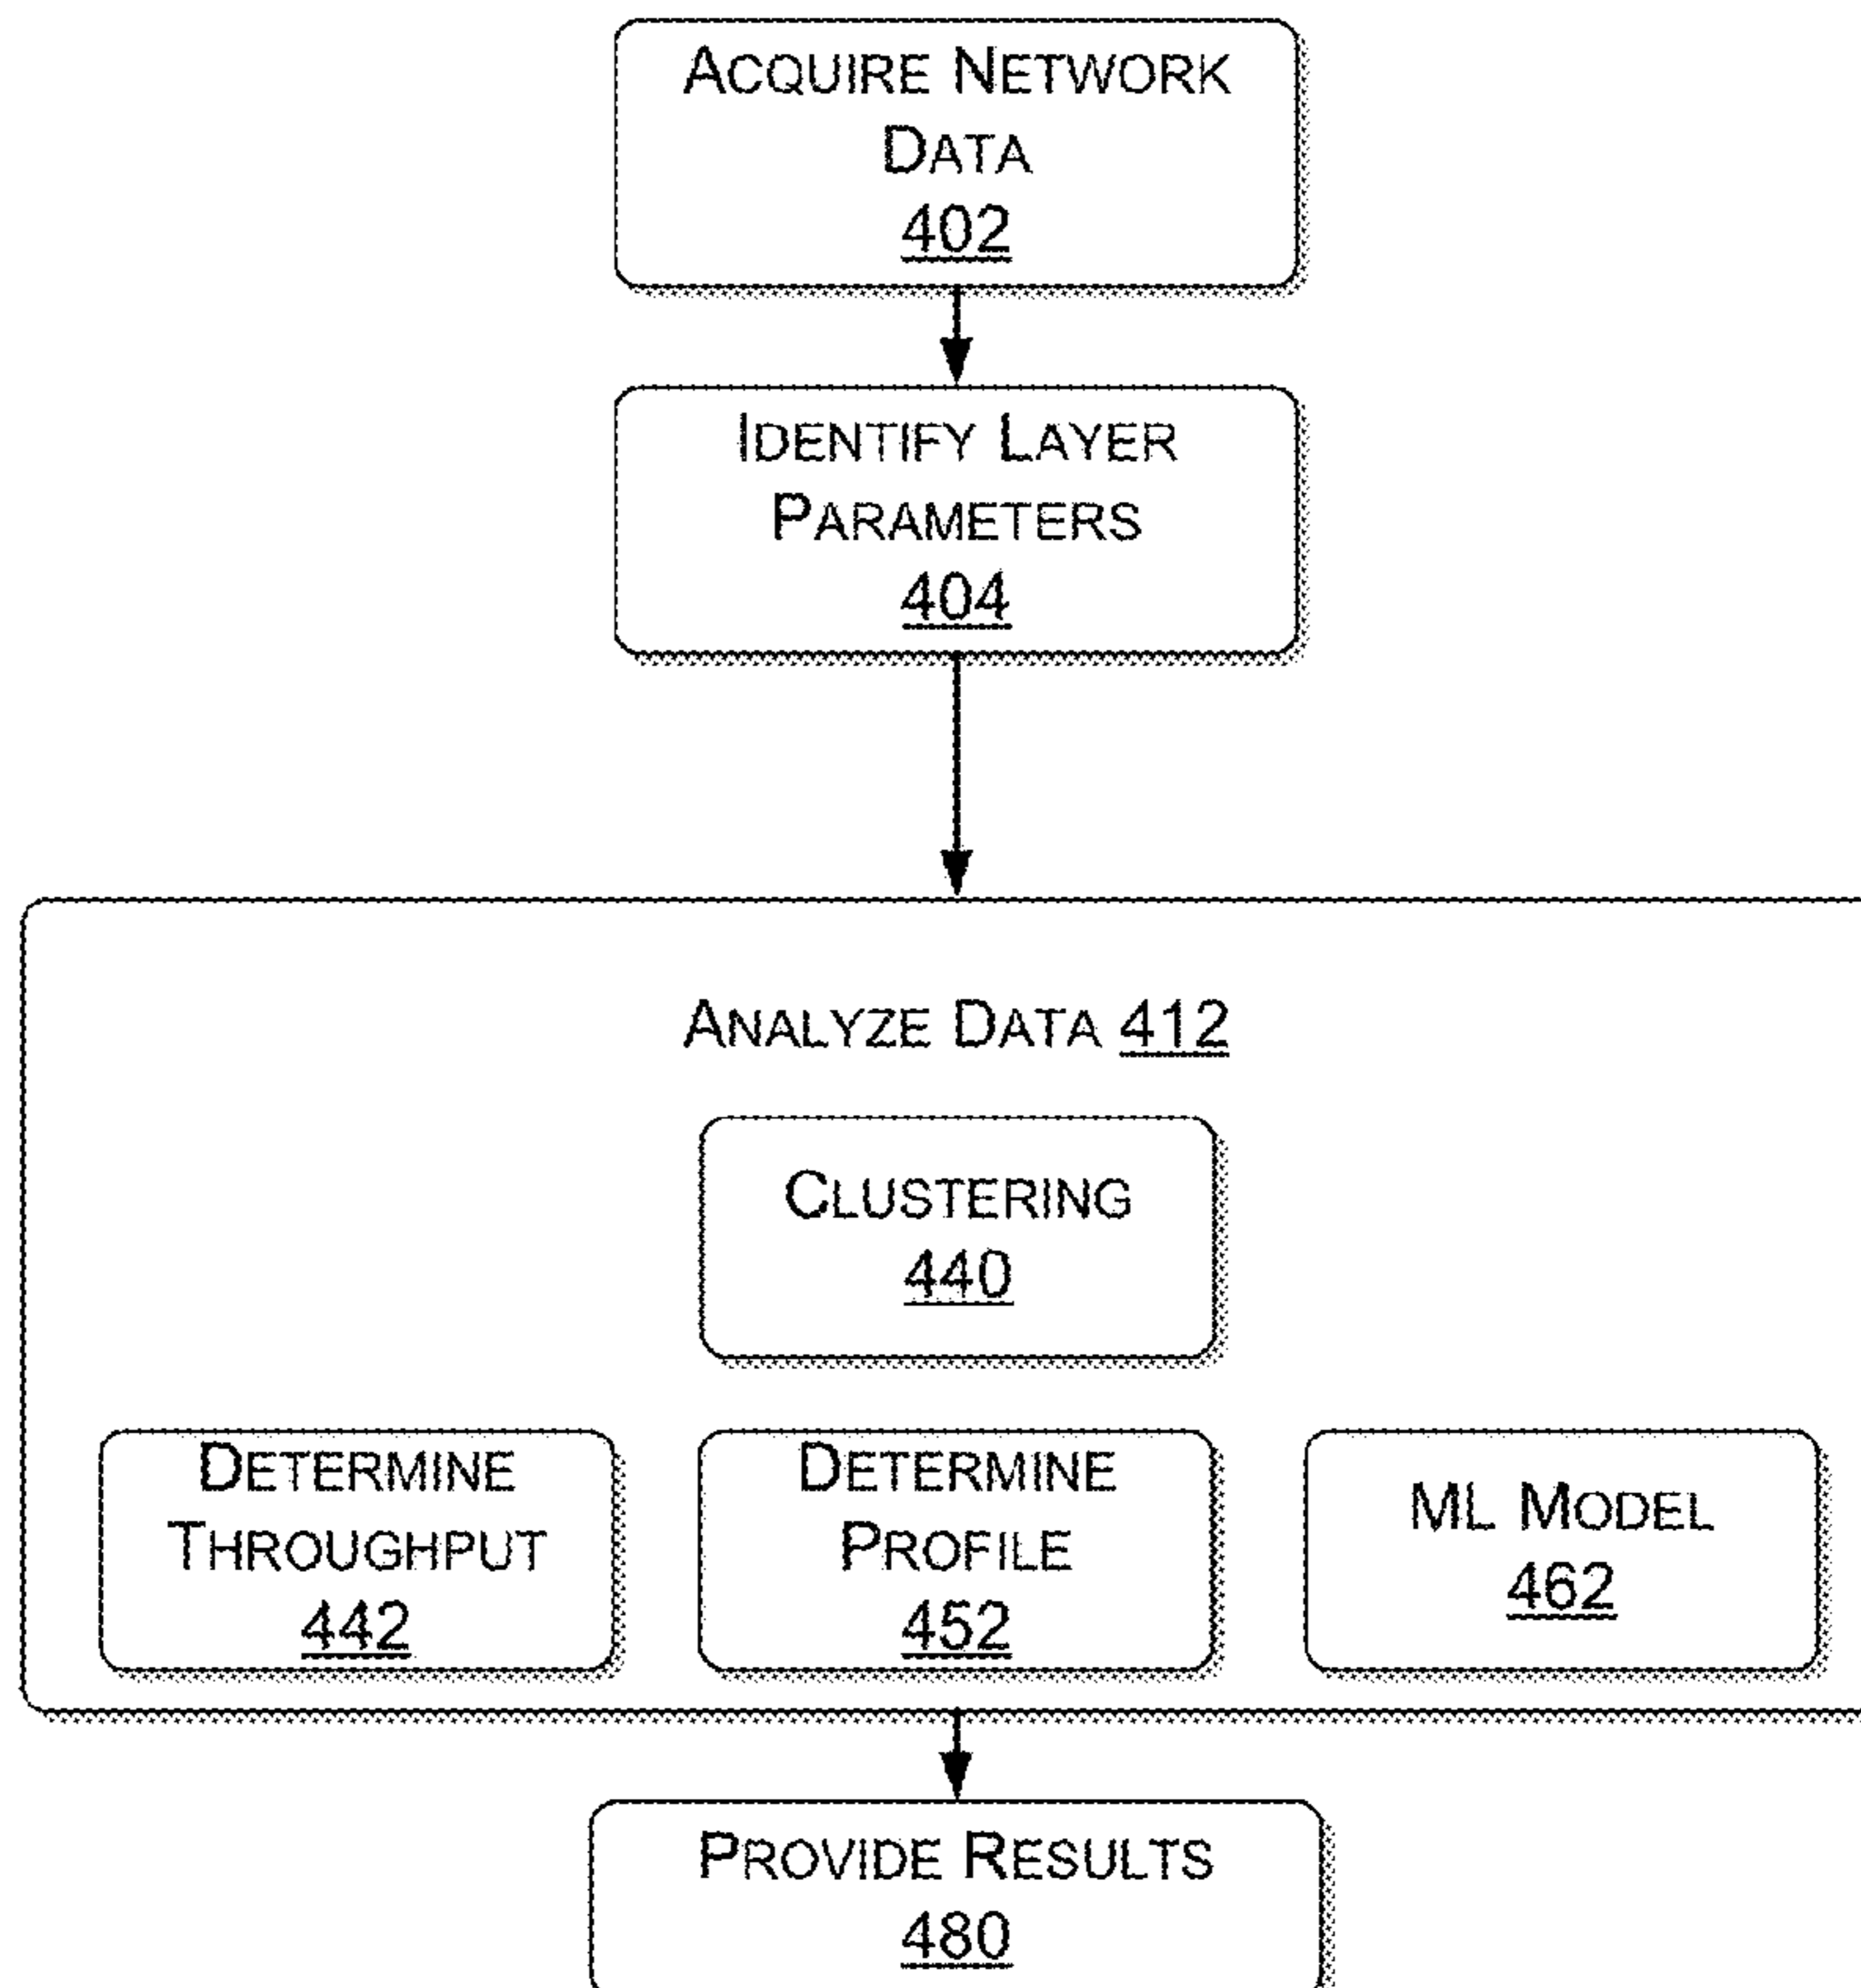 ACQUIRE NETWORK
DATA
402
IDENTIFY LAYER
PARAMETERS
404
ANALYZE DATA 412
CLUSTERING
440
DETERMINE
THROUGHPUT
442
DETERMINE
PROFILE
452
ML MODEL
462
PROVIDE RESULTS
480